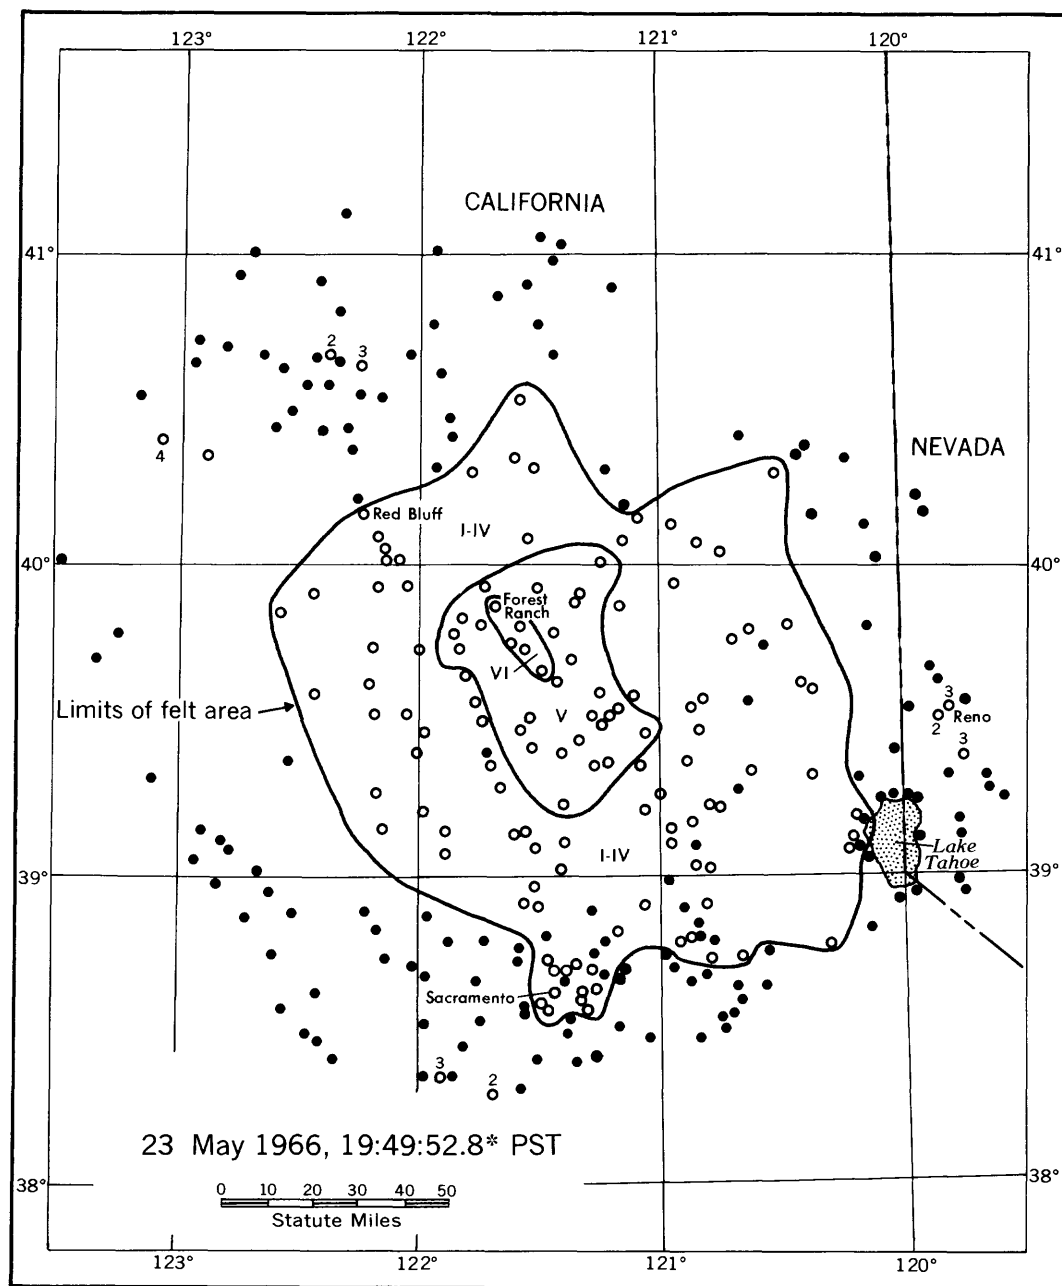 123° 122° 121° 120°
CALIFORNIA
41° 41°
2 3
NEVADA
4
Red Bluff
I-IV
40° 40°
Forest
Ranch
VI
Limits of felt area
V
3
Reno
2
3
Lake
Tahoe
I-IV
39° 39°
Sacramento
3
2
23 May 1966, 19:49:52.8* PST
38° 38°
0 10 20 30 40 50
Statute Miles
123° 122° 121° 120°